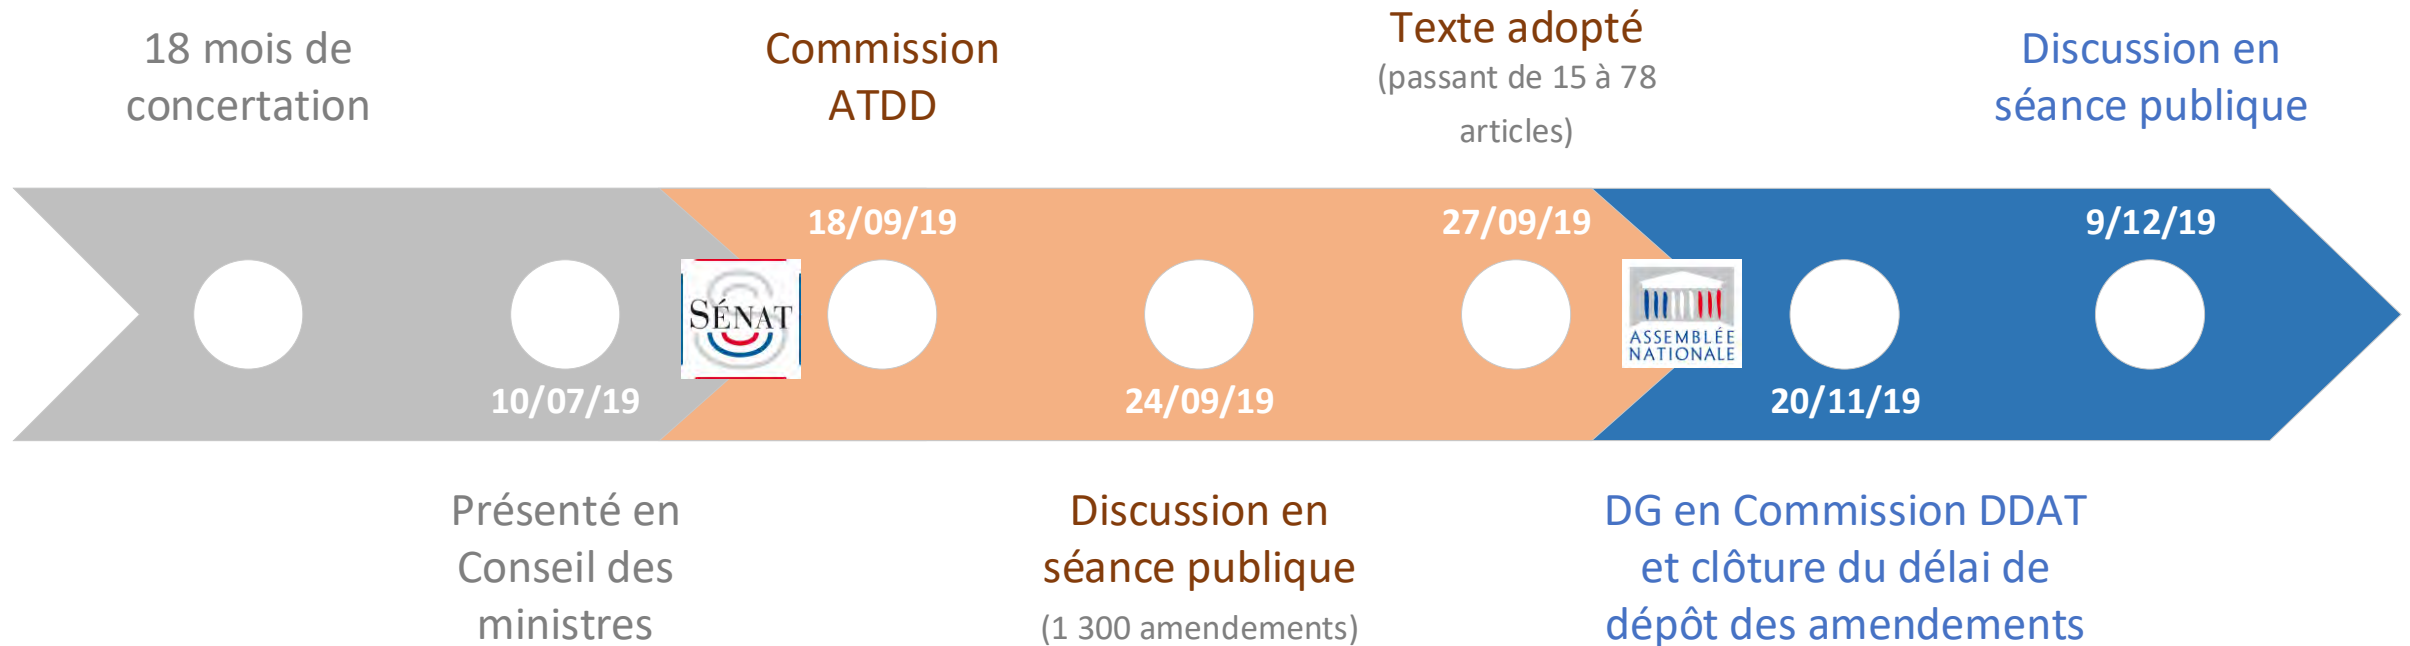 18 mois de
concertation
Commission
ATDD
Texte adopté
(passant de 15 à 78
articles)
Discussion en
séance publique
18/09/19
27/09/19
9/12/19
SÉNAT
ASSEMBLÉE
NATIONALE
10/07/19
24/09/19
20/11/19
Présenté en
Conseil des
ministres
Discussion en
séance publique
(1 300 amendements)
DG en Commission DDAT
et clôture du délai de
dépôt des amendements